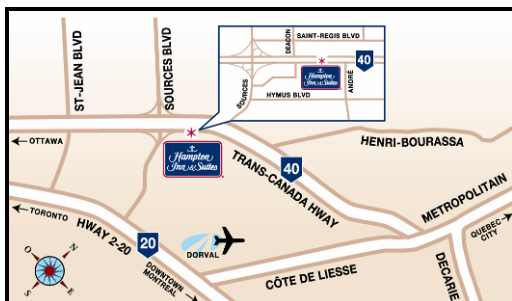 ST-JEAN BLVD
SOURCES BLVD
DEACON
SAINT-REGIS BLVD
40
Hampton
Inn & Suites
SOURCES
HYMUS BLVD
ANDRÉ
OTTAWA
Hampton
Inn & Suites
TRANS-CANADA HWAY
40
HENRI-BOURASSA
METROPOLITAIN
QUEBEC
CITY
TORONTO
HWAY 2-20
20
DORVAL
DOWNTOWN
MONTREAL
CÔTE DE LIESSE
DECARIE
O
N
S
E